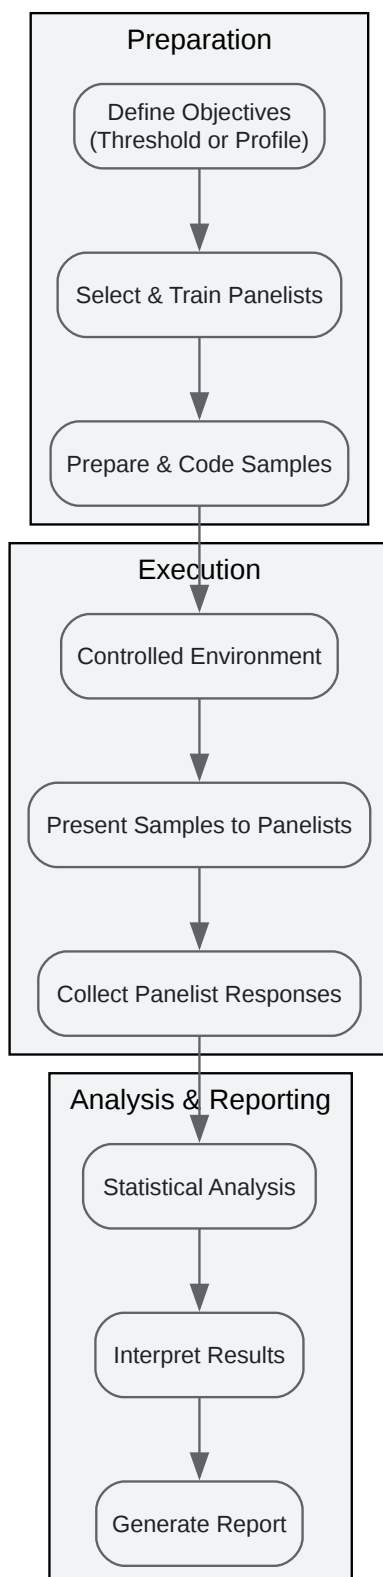 Preparation
Define Objectives
(Threshold or Profile)
Select & Train Panelists
Prepare & Code Samples
Execution
Controlled Environment
Present Samples to Panelists
Collect Panelist Responses
Analysis & Reporting
Statistical Analysis
Interpret Results
Generate Report